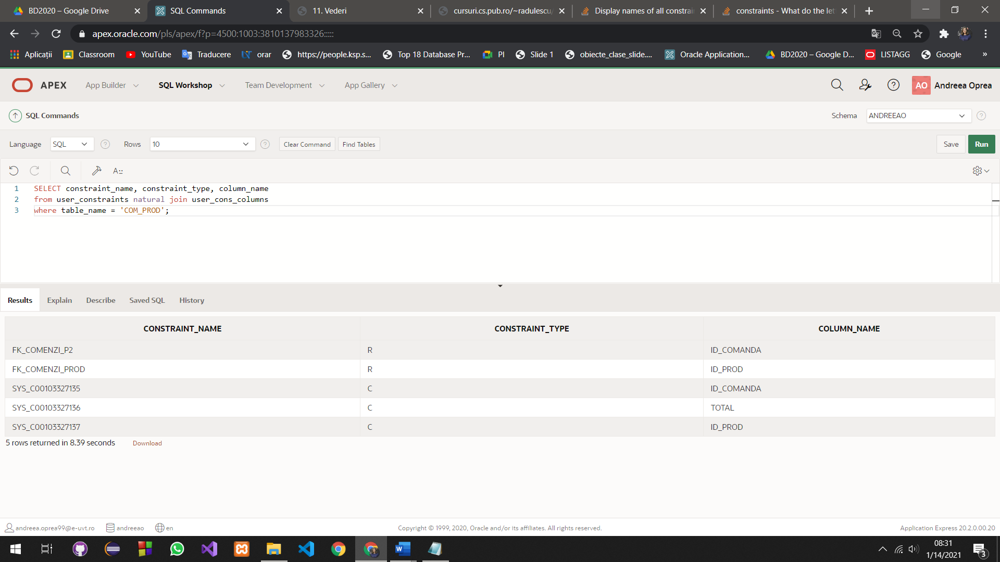 BD2020 – Google Drive
SQL Commands
11. Vederi
cursuri.cs.pub.ro/~radulescu/
Display names of all constrai
constraints - What do the let
apex.oracle.com/pls/apex/f?p=4500:1003:3810137983326:::::
Aplicații
Classroom
YouTube
Traducere
orar
https://people.ksp.s...
Top 18 Database Pr...
PI
Slide 1
obiecte_clase_slide....
Oracle Application...
BD2020 – Google D...
LISTAGG
Google
»
APEX
App Builder
SQL Workshop
Team Development
App Gallery
AO
Andreea Oprea
SQL Commands
Schema
ANDREEAO
Language
SQL
Rows
10
Clear Command
Find Tables
Save
Run
1 SELECT constraint_name, constraint_type, column_name
2 from user_constraints natural join user_cons_columns
3 where table_name = 'COM_PROD';
Results
Explain
Describe
Saved SQL
History
CONSTRAINT_NAME CONSTRAINT_TYPE COLUMN_NAME
FK_COMENZI_P2 R ID_COMANDA
FK_COMENZI_PROD R ID_PROD
SYS_C00103327135 C ID_COMANDA
SYS_C00103327136 C TOTAL
SYS_C00103327137 C ID_PROD
5 rows returned in 8.39 seconds
Download
andreea.oprea99@e-uvt.ro
andreeao
en
Copyright © 1999, 2020, Oracle and/or its affiliates. All rights reserved.
Application Express 20.2.0.00.20
08:31
1/14/2021
3